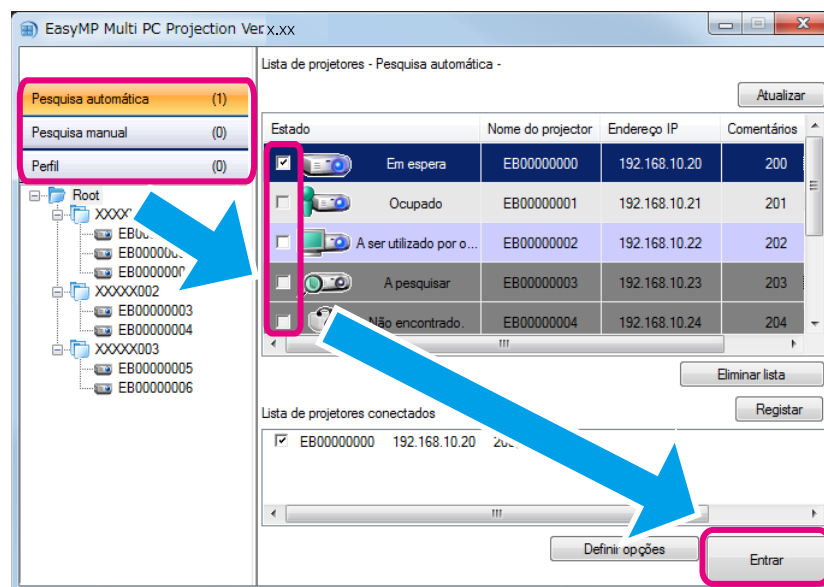 EasyMP Multi PC Projection Ver.x.xx
Lista de projetores - Pesquisa automática -
Pesquisa automática (1)
Pesquisa manual (0)
Perfil (0)
Atualizar
Estado Nome do projector Endereço IP Comentários
Em espera EB00000000 192.168.10.20 200
Ocupado EB00000001 192.168.10.21 201
A ser utilizado por o... EB00000002 192.168.10.22 202
A pesquisar EB00000003 192.168.10.23 203
Não encontrado. EB00000004 192.168.10.24 204
Root
XXXXX002
EB00000003
EB00000004
XXXXX003
EB00000005
EB00000006
Eliminar lista
Registar
Lista de projetores conectados
EB00000000 192.168.10.20
Definir opções
Entrar